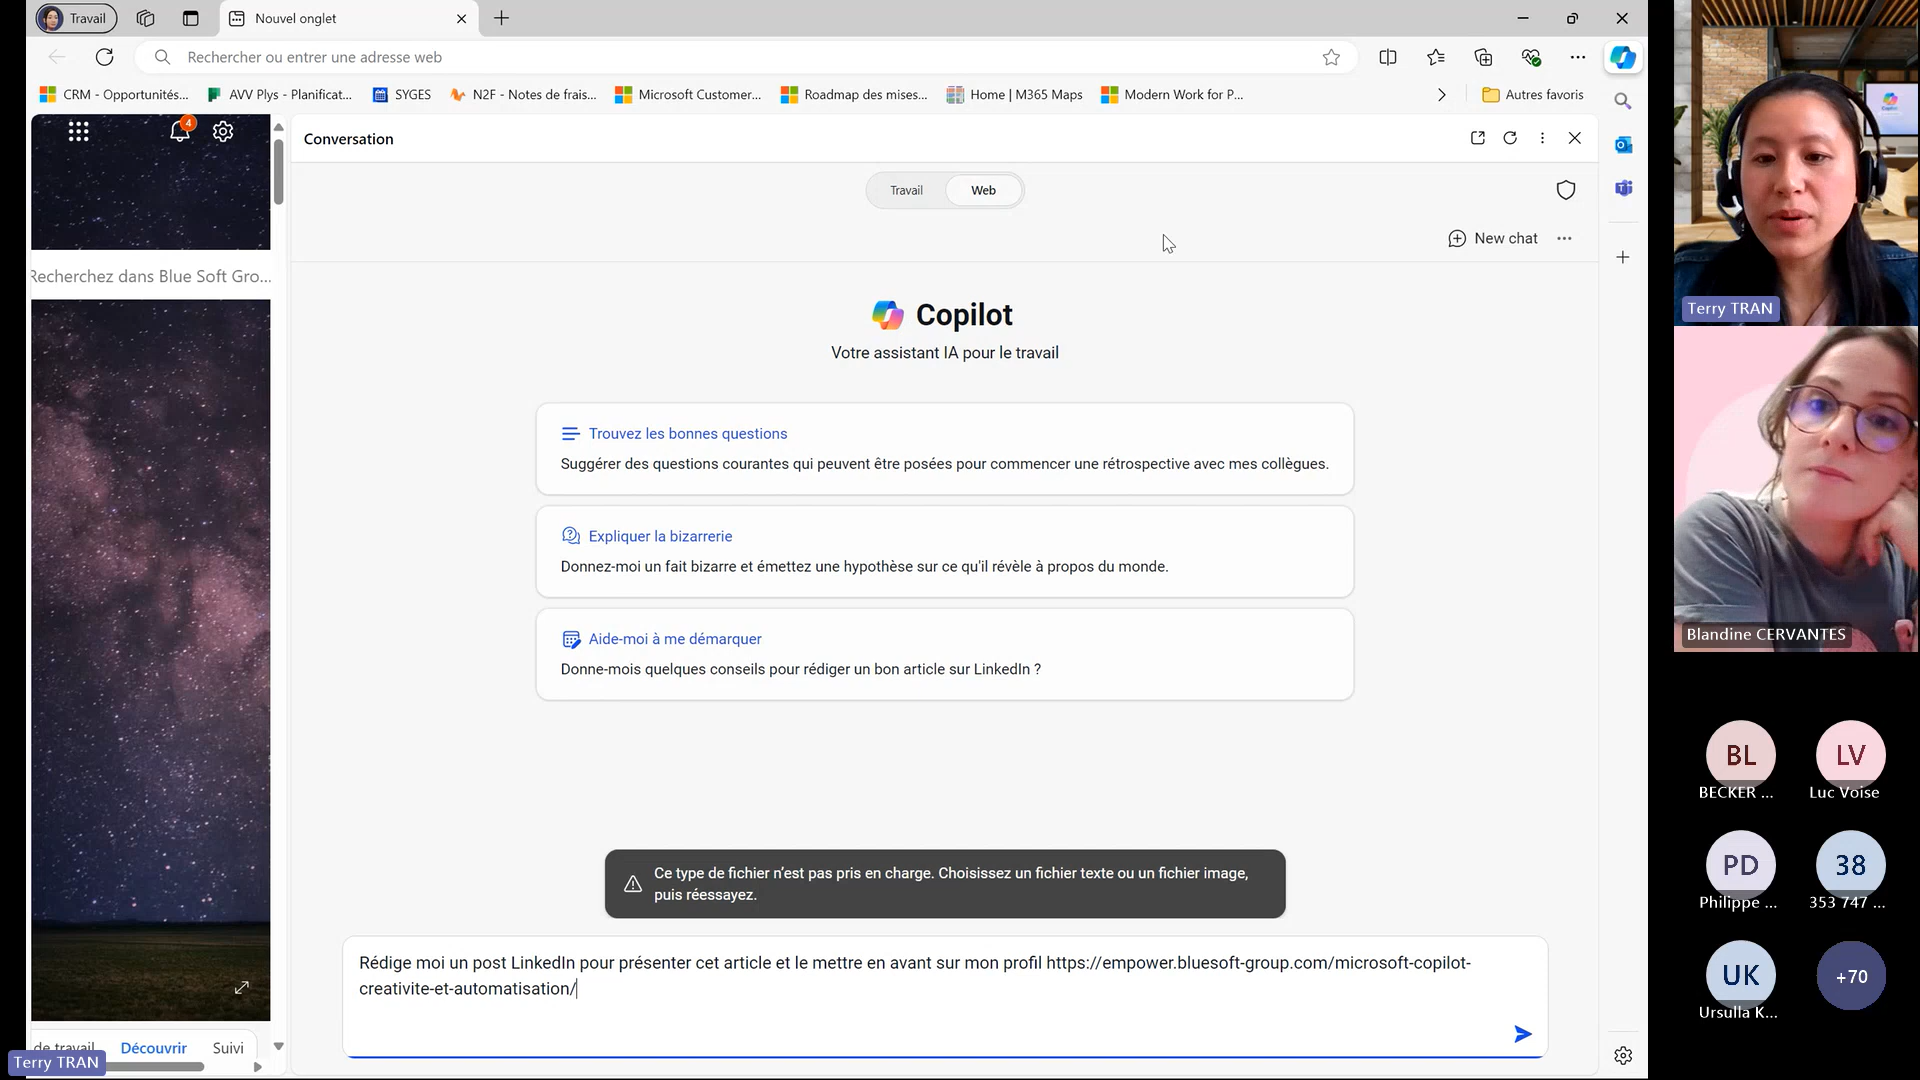 Travail
Nouvel onglet
Rechercher ou entrer une adresse web
CRM - Opportunités...
AVV Plys - Planificat...
SYGES
N2F - Notes de frais...
Microsoft Customer...
Roadmap des mises...
Home | M365 Maps
Modern Work for P...
Autres favoris
4
Conversation
Travail
Web
New chat
Recherchez dans Blue Soft Gro...
Copilot
Votre assistant IA pour le travail
Trouvez les bonnes questions
Suggérer des questions courantes qui peuvent être posées pour commencer une rétrospective avec mes collègues.
Expliquer la bizarrerie
Donnez-moi un fait bizarre et émettez une hypothèse sur ce qu'il révèle à propos du monde.
Aide-moi à me démarquer
Donne-mois quelques conseils pour rédiger un bon article sur LinkedIn ?
Ce type de fichier n'est pas pris en charge. Choisissez un fichier texte ou un fichier image,
puis réessayez.
Rédige moi un post LinkedIn pour présenter cet article et le mettre en avant sur mon profil https://empower.bluesoft-group.com/microsoft-copilot-
creativite-et-automatisation/
de travail
Découvrir
Suivi
Terry TRAN
Copilot
Terry TRAN
Blandine CERVANTES
BL
BECKER ...
LV
Luc Voise
PD
Philippe ...
38
353 747 ...
UK
Ursulla K...
+70